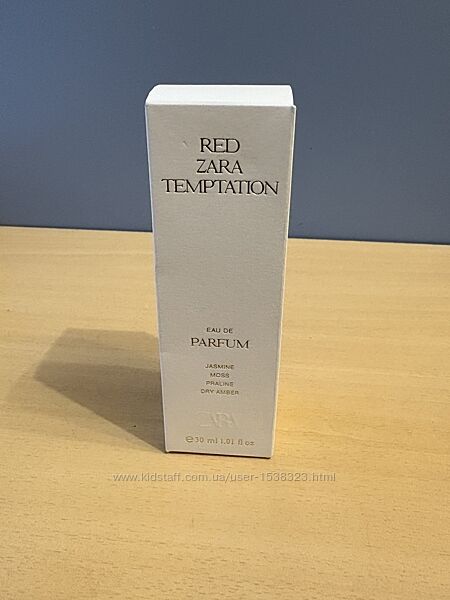 RED
ZARA
TEMPTATION
EAU DE
PARFUM
JASMINE
MOSS
PRALINE
DRY AMBER
ZARA
℮30 ml 1.01 fl oz
www.kidstaff.com.ua/user-1538323.html